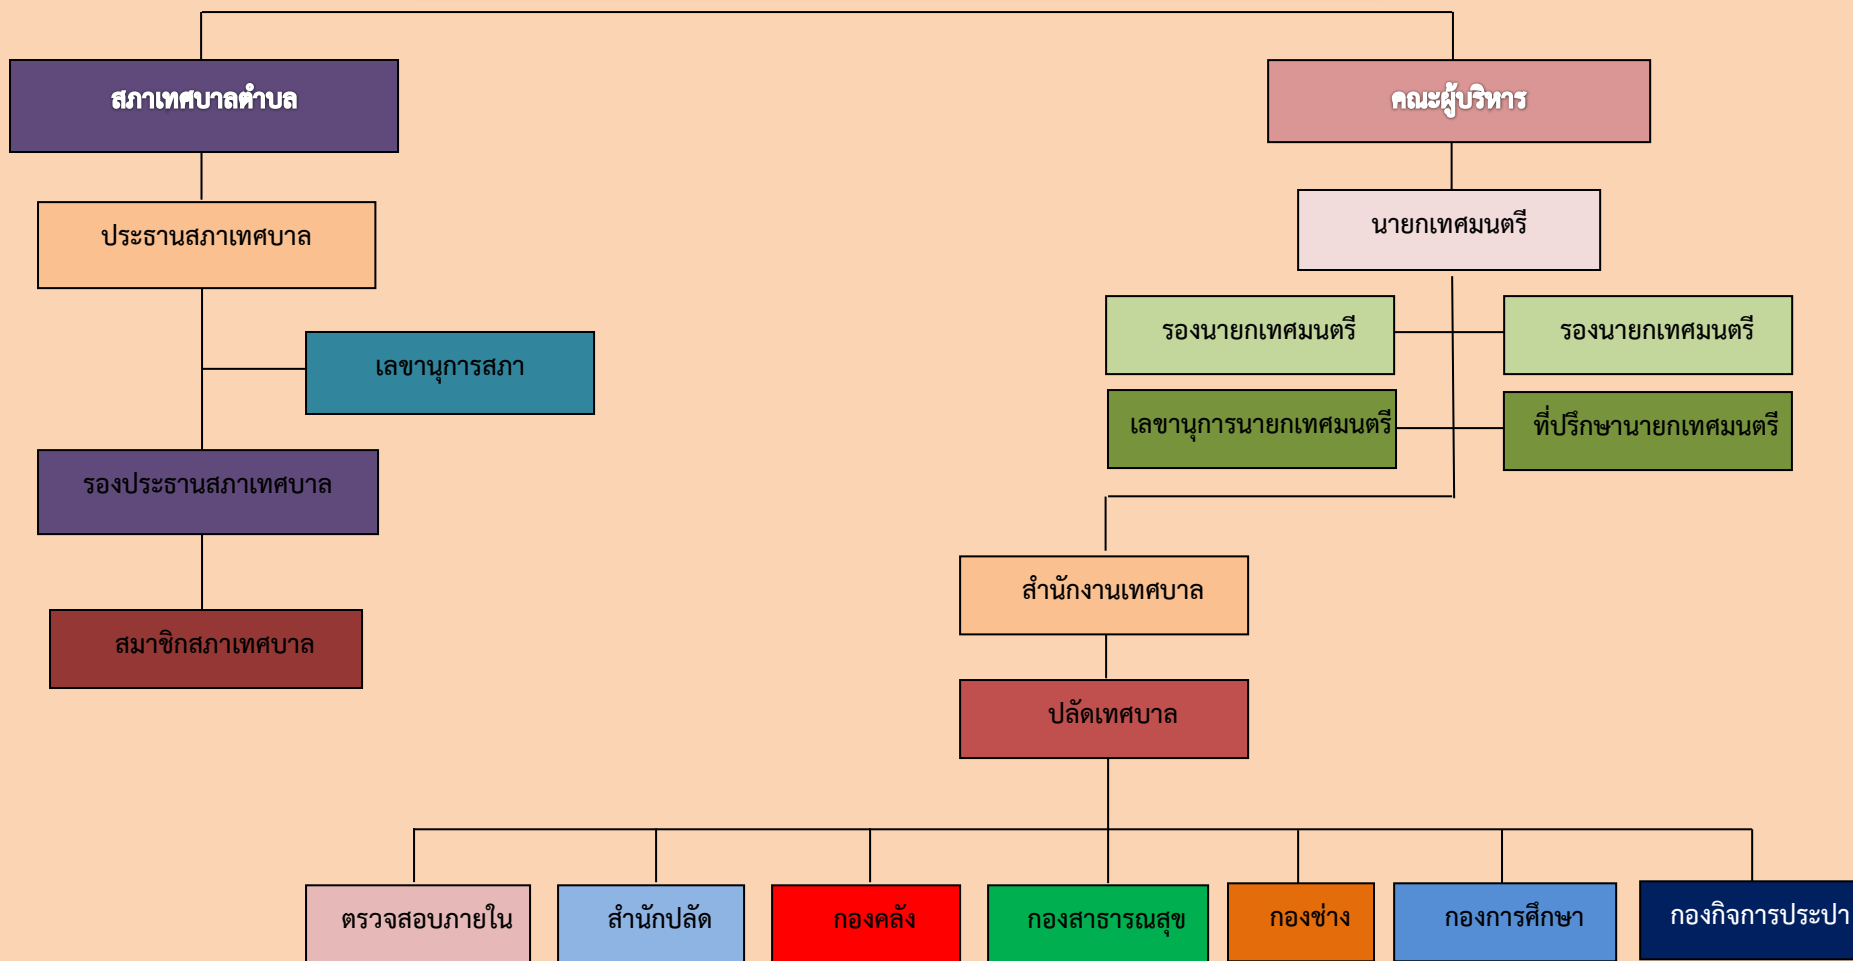 สภาเทศบาลตำบล
คณะผู้บริหาร
ประธานสภาเทศบาล
นายกเทศมนตรี
รองนายกเทศมนตรี
รองนายกเทศมนตรี
เลขานุการสภา
เลขานุการนายกเทศมนตรี
ที่ปรึกษานายกเทศมนตรี
รองประธานสภาเทศบาล
สำนักงานเทศบาล
สมาชิกสภาเทศบาล
ปลัดเทศบาล
ตรวจสอบภายใน
สำนักปลัด
กองคลัง
กองสาธารณสุข
กองช่าง
กองการศึกษา
กองกิจการประปา